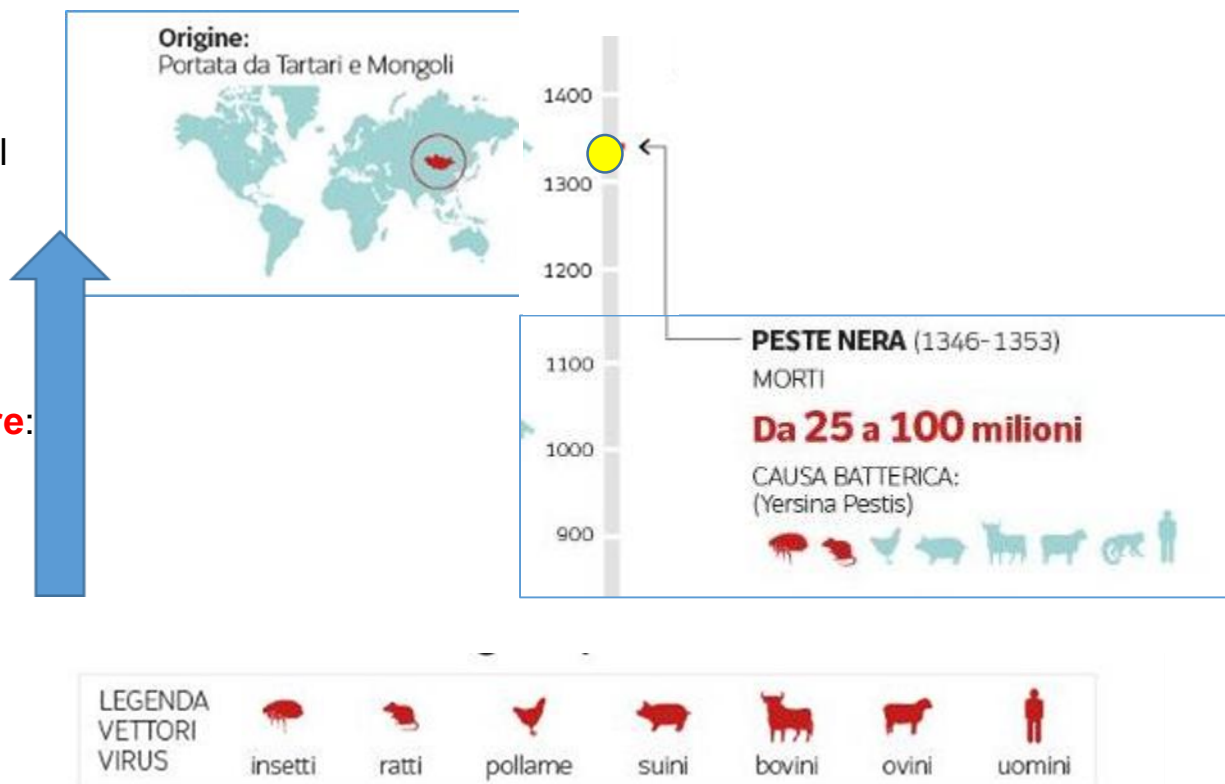 Origine:
Portata da Tartari e Mongoli
l
re:
1400
1300
1200
1100
1000
900
PESTE NERA (1346-1353)
MORTI
Da 25 a 100 milioni
CAUSA BATTERICA:
(Yersina Pestis)
LEGENDA
VETTORI
VIRUS
insetti ratti pollame suini bovini ovini uomini